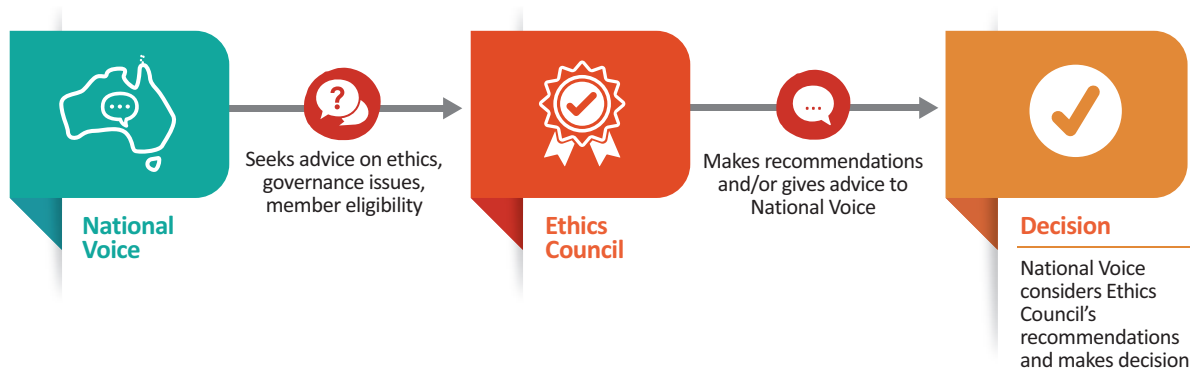 ?
Seeks advice on ethics,
governance issues,
member eligibility
Makes recommendations
and/or gives advice to
National Voice
National
Voice
Ethics
Council
Decision
National Voice
considers Ethics
Council’s
recommendations
and makes decision